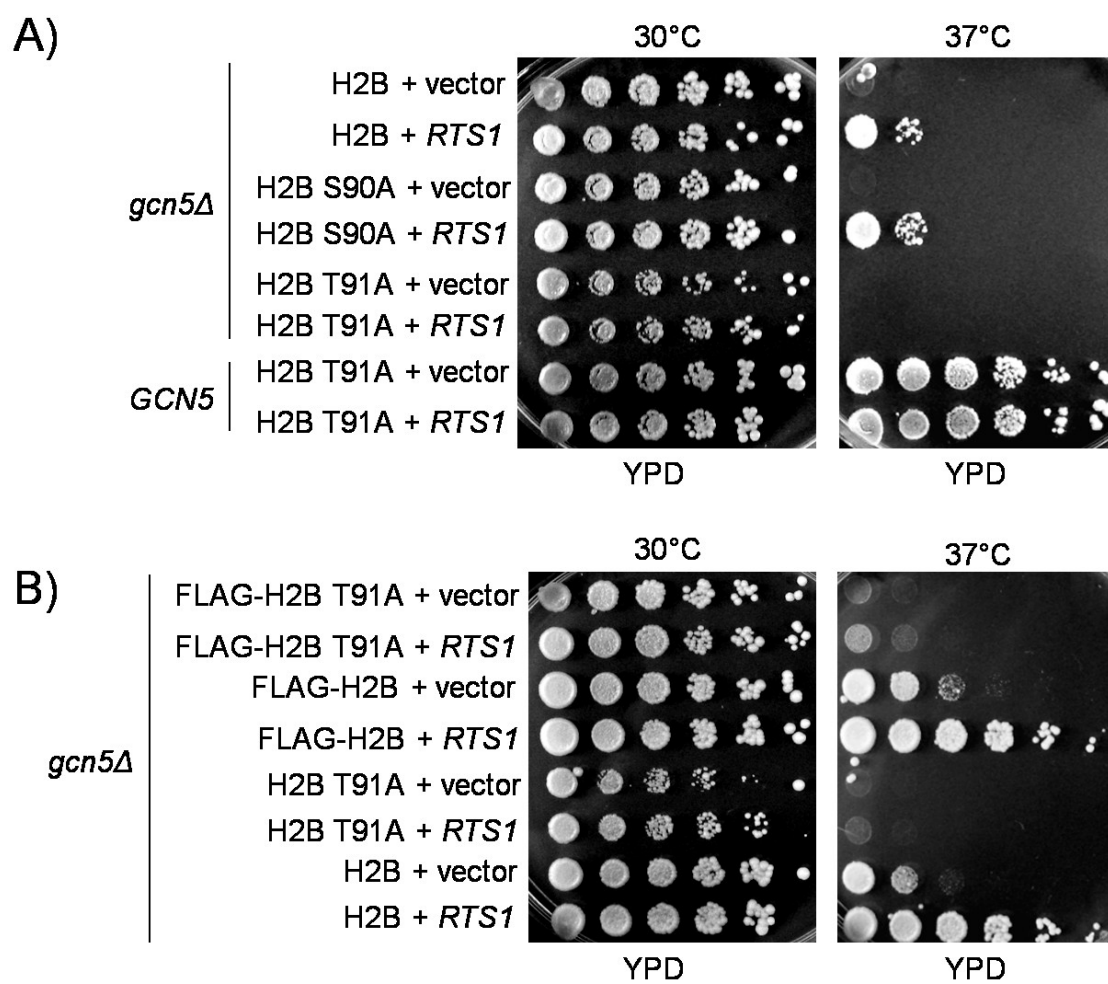 A)
30°C 37°C
H2B + vector
H2B + RTS1
H2B S90A + vector
gcn5Δ
H2B S90A + RTS1
H2B T91A + vector
H2B T91A + RTS1
H2B T91A + vector
GCN5
H2B T91A + RTS1
YPD YPD
B)
30°C 37°C
FLAG-H2B T91A + vector
FLAG-H2B T91A + RTS1
FLAG-H2B + vector
FLAG-H2B + RTS1
gcn5Δ
H2B T91A + vector
H2B T91A + RTS1
H2B + vector
H2B + RTS1
YPD YPD